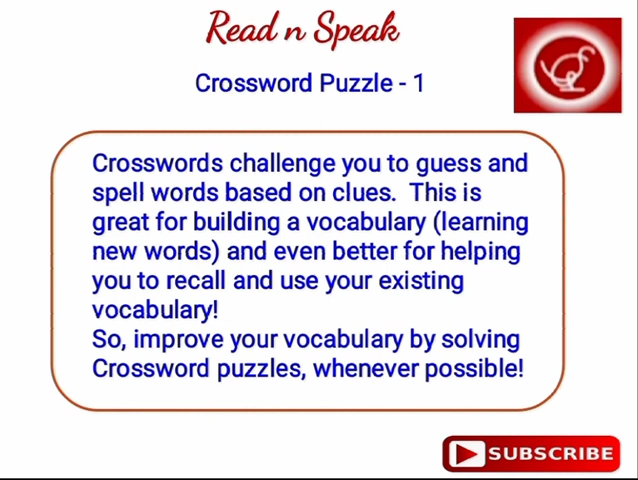 Read n Speak
Crossword Puzzle - 1
Crosswords challenge you to guess and
spell words based on clues. This is
great for building a vocabulary (learning
new words) and even better for helping
you to recall and use your existing
vocabulary!
So, improve your vocabulary by solving
Crossword puzzles, whenever possible!
SUBSCRIBE